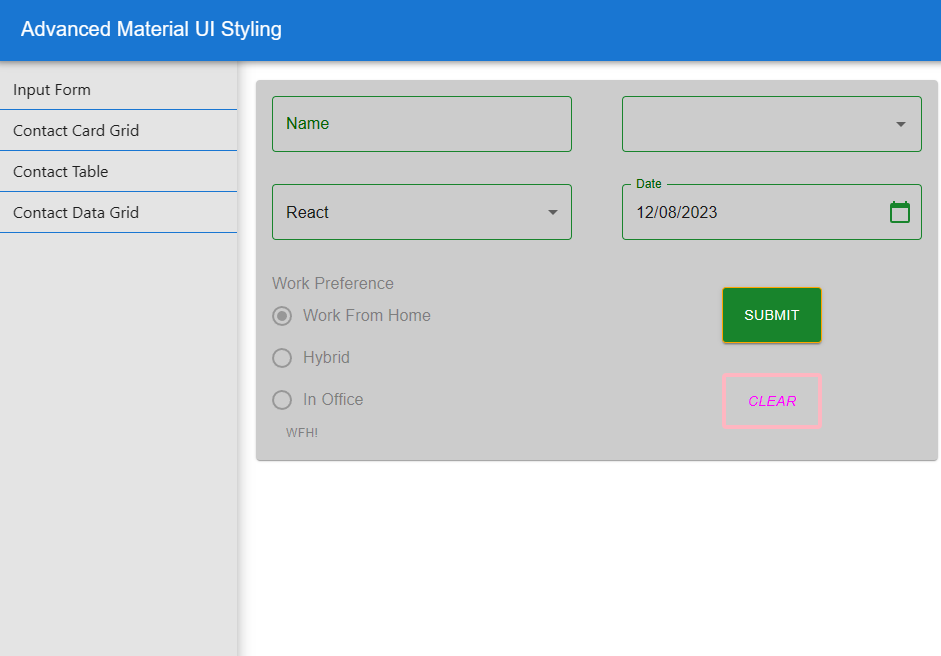 Advanced Material UI Styling
Input Form
Contact Card Grid
Contact Table
Contact Data Grid
Name
React
Date
12/08/2023
Work Preference
Work From Home
Hybrid
In Office
WFH!
SUBMIT
CLEAR